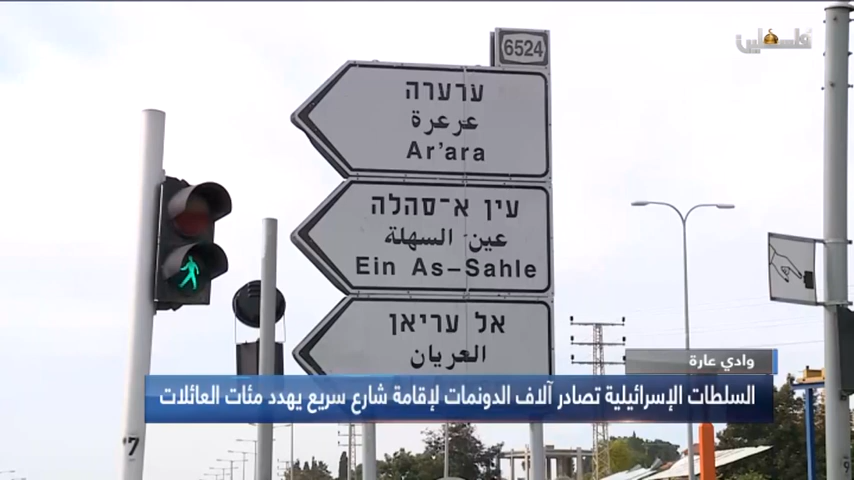 فلسطين
6524
ערערה
عرعرة
Ar'ara
עין א-סהלה
عين السهلة
Ein As-Sahle
אל עריאן
العريان
وادي عارة
السلطات الإسرائيلية تصادر آلاف الدونمات لإقامة شارع سريع يهدد مئات العائلات
7